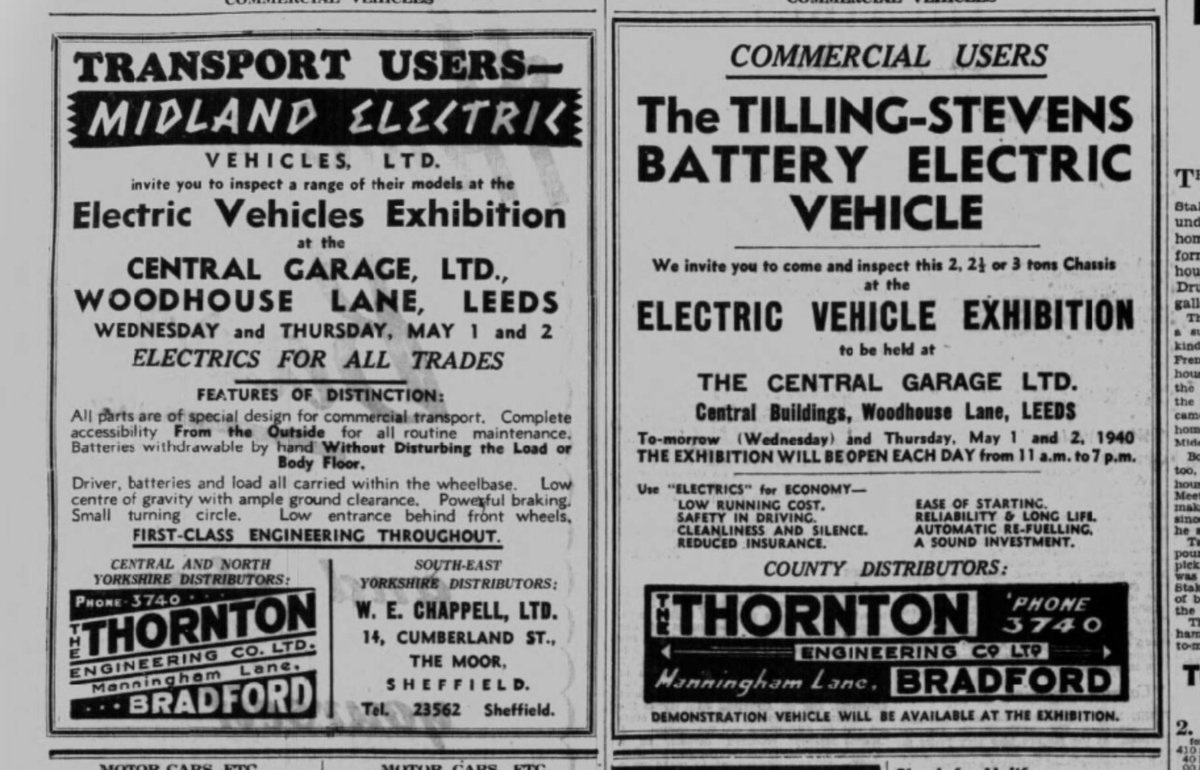 COMMERCIAL VEHICLES
TRANSPORT USERS—
MIDLAND ELECTRIC
VEHICLES, LTD.
invite you to inspect a range of their models at the
Electric Vehicles Exhibition
at the
CENTRAL GARAGE, LTD.,
WOODHOUSE LANE, LEEDS
WEDNESDAY and THURSDAY, MAY 1 and 2
ELECTRICS FOR ALL TRADES
FEATURES OF DISTINCTION:
All parts are of special design for commercial transport. Complete
accessibility From the Outside for all routine maintenance.
Batteries withdrawable by hand Without Disturbing the Load or
Body Floor.
Driver, batteries and load all carried within the wheelbase. Low
centre of gravity with ample ground clearance. Powerful braking.
Small turning circle. Low entrance behind front wheels.
FIRST-CLASS ENGINEERING THROUGHOUT.
CENTRAL AND NORTH
YORKSHIRE DISTRIBUTORS:
PHONE 3740
THE THORNTON
ENGINEERING CO. LTD.
Manningham Lane,
BRADFORD
SOUTH-EAST
YORKSHIRE DISTRIBUTORS:
W. E. CHAPPELL, LTD.
14, CUMBERLAND ST.,
THE MOOR,
SHEFFIELD.
Tel. 23562 Sheffield.
MOTOR CARS, ETC.
MOTOR CARS, ETC.
COMMERCIAL VEHICLES
COMMERCIAL USERS
The TILLING-STEVENS
BATTERY ELECTRIC
VEHICLE
We invite you to come and inspect this 2, 2½ or 3 tons Chassis
at the
ELECTRIC VEHICLE EXHIBITION
to be held at
THE CENTRAL GARAGE LTD.
Central Buildings, Woodhouse Lane, LEEDS
To-morrow (Wednesday) and Thursday, May 1 and 2, 1940
THE EXHIBITION WILL BE OPEN EACH DAY from 11 a.m. to 7 p.m.
Use "ELECTRICS" for ECONOMY—
LOW RUNNING COST.
SAFETY IN DRIVING.
CLEANLINESS AND SILENCE.
REDUCED INSURANCE.
EASE OF STARTING.
RELIABILITY & LONG LIFE.
AUTOMATIC RE-FUELLING.
A SOUND INVESTMENT.
COUNTY DISTRIBUTORS:
THE THORNTON 'PHONE 3740
ENGINEERING CO LTD
Manningham Lane, BRADFORD
DEMONSTRATION VEHICLE WILL BE AVAILABLE AT THE EXHIBITION.